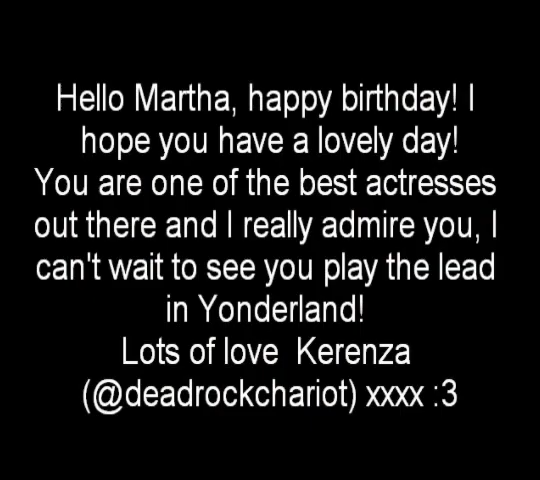 Hello Martha, happy birthday! I
hope you have a lovely day!
You are one of the best actresses
out there and I really admire you, I
can't wait to see you play the lead
in Yonderland!
Lots of love  Kerenza
(@deadrockchariot) xxxx :3